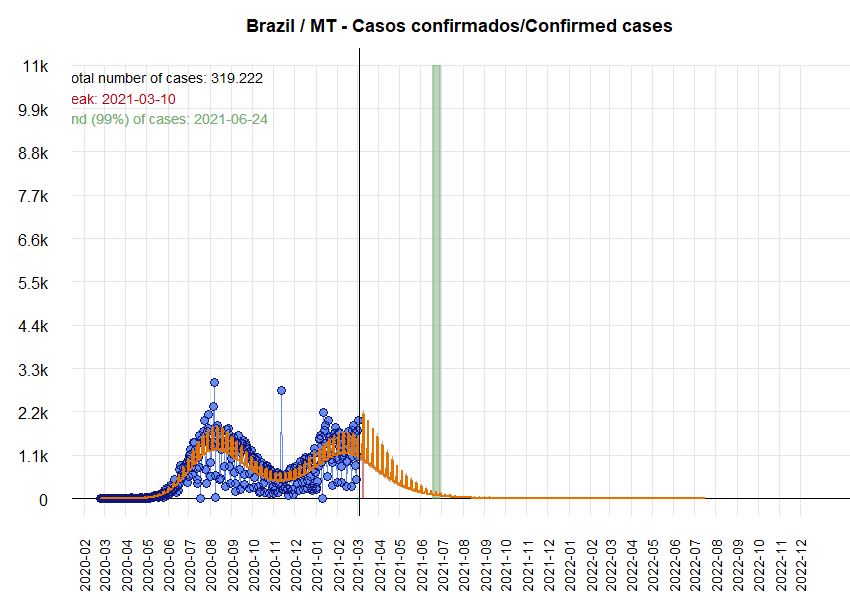 Brazil / MT - Casos confirmados/Confirmed cases
11k
otal number of cases: 319.222
eak: 2021-03-10
nd (99%) of cases: 2021-06-24
9.9k
8.8k
7.7k
6.6k
5.5k
4.4k
3.3k
2.2k
1.1k
0
2020-02
2020-03
2020-04
2020-05
2020-06
2020-07
2020-08
2020-09
2020-10
2020-11
2020-12
2021-01
2021-02
2021-03
2021-04
2021-05
2021-06
2021-07
2021-08
2021-09
2021-10
2021-11
2021-12
2022-01
2022-02
2022-03
2022-04
2022-05
2022-06
2022-07
2022-08
2022-09
2022-10
2022-11
2022-12